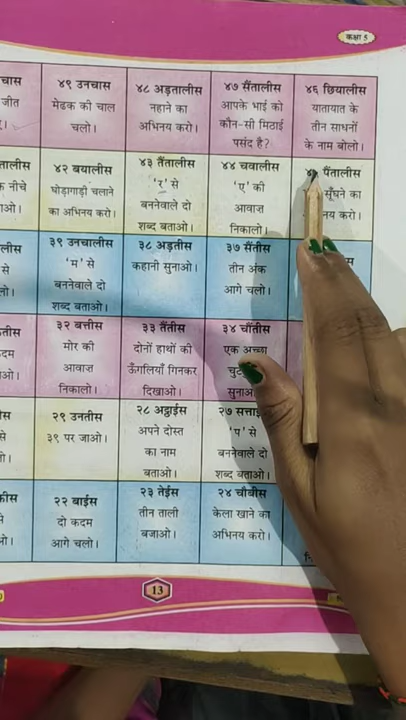 कक्षा 5
४९ उनचास
मेढक की चाल
चलो।
४८ अड़तालीस
नहाने का
अभिनय करो।
४७ सैंतालीस
आपके भाई को
कौन-सी मिठाई
पसंद है?
४६ छियालीस
यातायात के
तीन साधनों
के नाम बोलो।
४२ बयालीस
घोड़ागाड़ी चलाने
का अभिनय करो।
४३ तैंतालीस
'र' से
बननेवाले दो
शब्द बताओ।
४४ चवालीस
'ए' की
आवाज
निकालो।
पैंतालीस
सूँघने का
करो।
३९ उनचालीस
'म' से
बननेवाले दो
शब्द बताओ।
३८ अड़तीस
कहानी सुनाओ।
३७ सैंतीस
तीन अंक
आगे चलो।
३२ बत्तीस
मोर की
आवाज
निकालो।
३३ तैंतीस
दोनों हाथों की
ऊँगलियाँ गिनकर
दिखाओ।
३४ चौंतीस
एक अच्छा
२९ उनतीस
३९ पर जाओ।
२८ अट्ठाईस
अपने दोस्त
का नाम
बताओ।
२७
'प' से
बननेवाले दो
शब्द बताओ।
२२ बाईस
दो कदम
आगे चलो।
२३ तेईस
तीन ताली
बजाओ।
२४ चौबीस
केला खाने का
अभिनय करो।
13